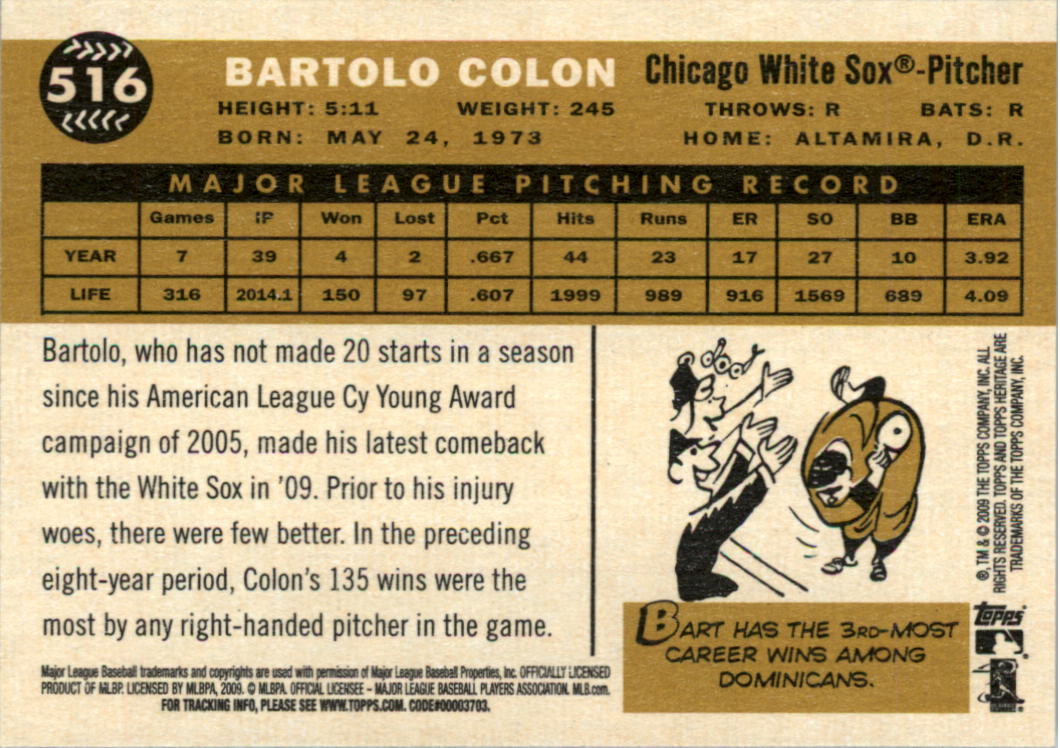 516
BARTOLO COLON Chicago White Sox®-Pitcher
HEIGHT: 5:11 WEIGHT: 245 THROWS: R BATS: R
BORN: MAY 24, 1973 HOME: ALTAMIRA, D.R.
MAJOR LEAGUE PITCHING RECORD
Games IP Won Lost Pct Hits Runs ER SO BB ERA
YEAR 7 39 4 2 .667 44 23 17 27 10 3.92
LIFE 316 2014.1 150 97 .607 1999 989 916 1569 689 4.09
Bartolo, who has not made 20 starts in a season
since his American League Cy Young Award
campaign of 2005, made his latest comeback
with the White Sox in '09. Prior to his injury
woes, there were few better. In the preceding
eight-year period, Colon's 135 wins were the
most by any right-handed pitcher in the game.
BART HAS THE 3RD-MOST
CAREER WINS AMONG
DOMINICANS.
®, TM & © 2009 THE TOPPS COMPANY, INC. ALL
RIGHTS RESERVED. TOPPS AND TOPPS HERITAGE ARE
TRADEMARKS OF THE TOPPS COMPANY, INC.
topps
Major League Baseball trademarks and copyrights are used with permission of Major League Baseball Properties, Inc. OFFICIALLY LICENSED
PRODUCT OF MLBP. LICENSED BY MLBPA, 2009. © MLBPA. OFFICIAL LICENSEE – MAJOR LEAGUE BASEBALL PLAYERS ASSOCIATION. MLB.com.
FOR TRACKING INFO, PLEASE SEE WWW.TOPPS.COM. CODE#00003703.